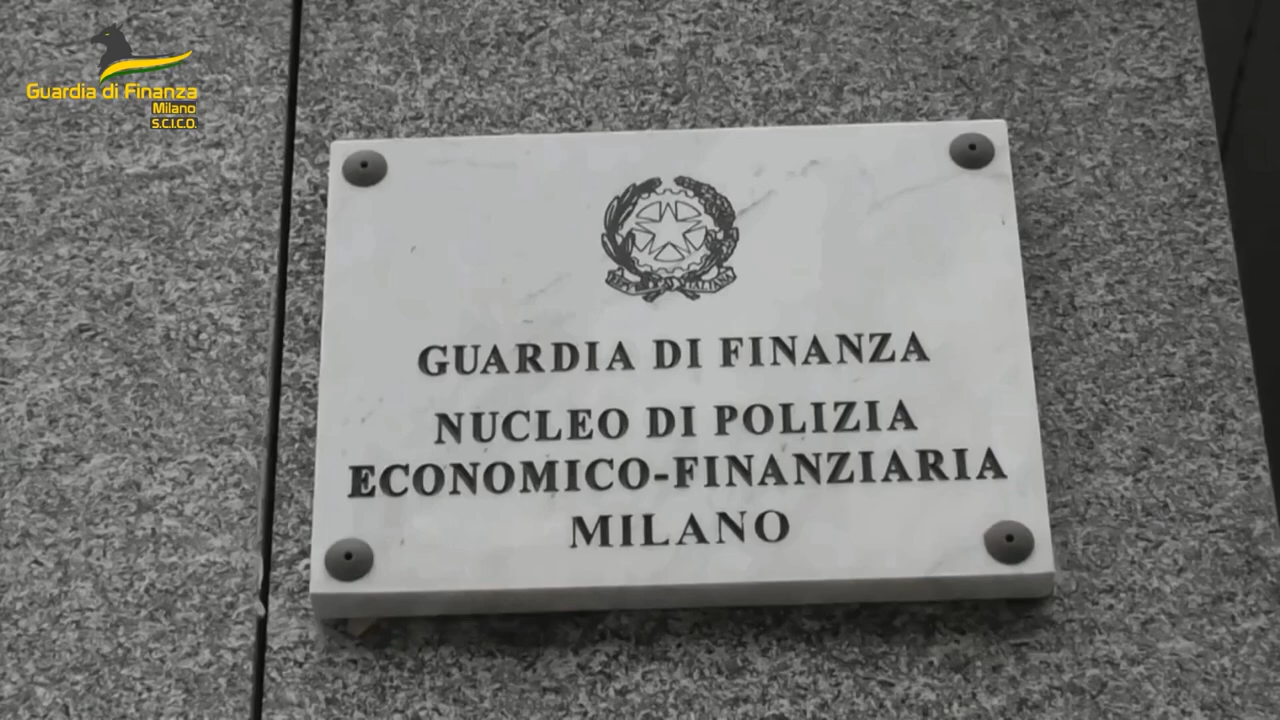 Guardia di Finanza
Milano
S.C.I.C.O.
GUARDIA DI FINANZA
NUCLEO DI POLIZIA
ECONOMICO-FINANZIARIA
MILANO